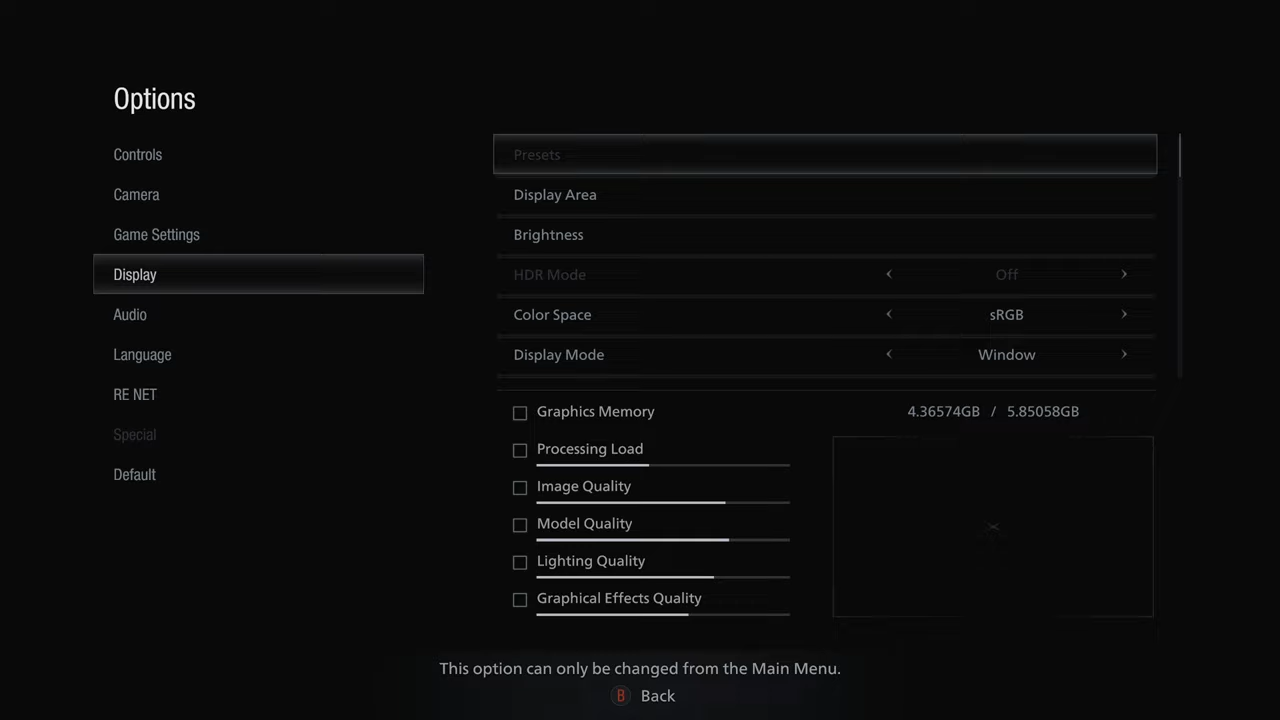 Options
Controls
Camera
Game Settings
Display
Audio
Language
RE NET
Special
Default
Presets
Display Area
Brightness
HDR Mode Off
Color Space sRGB
Display Mode Window
Graphics Memory 4.36574GB / 5.85058GB
Processing Load
Image Quality
Model Quality
Lighting Quality
Graphical Effects Quality
This option can only be changed from the Main Menu.
B Back